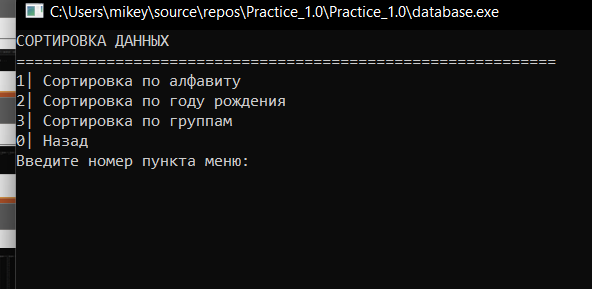 C:\Users\mikey\source\repos\Practice_1.0\Practice_1.0\database.exe
СОРТИРОВКА ДАННЫХ
============================================================
1| Сортировка по алфавиту
2| Сортировка по году рождения
3| Сортировка по группам
0| Назад
Введите номер пункта меню: